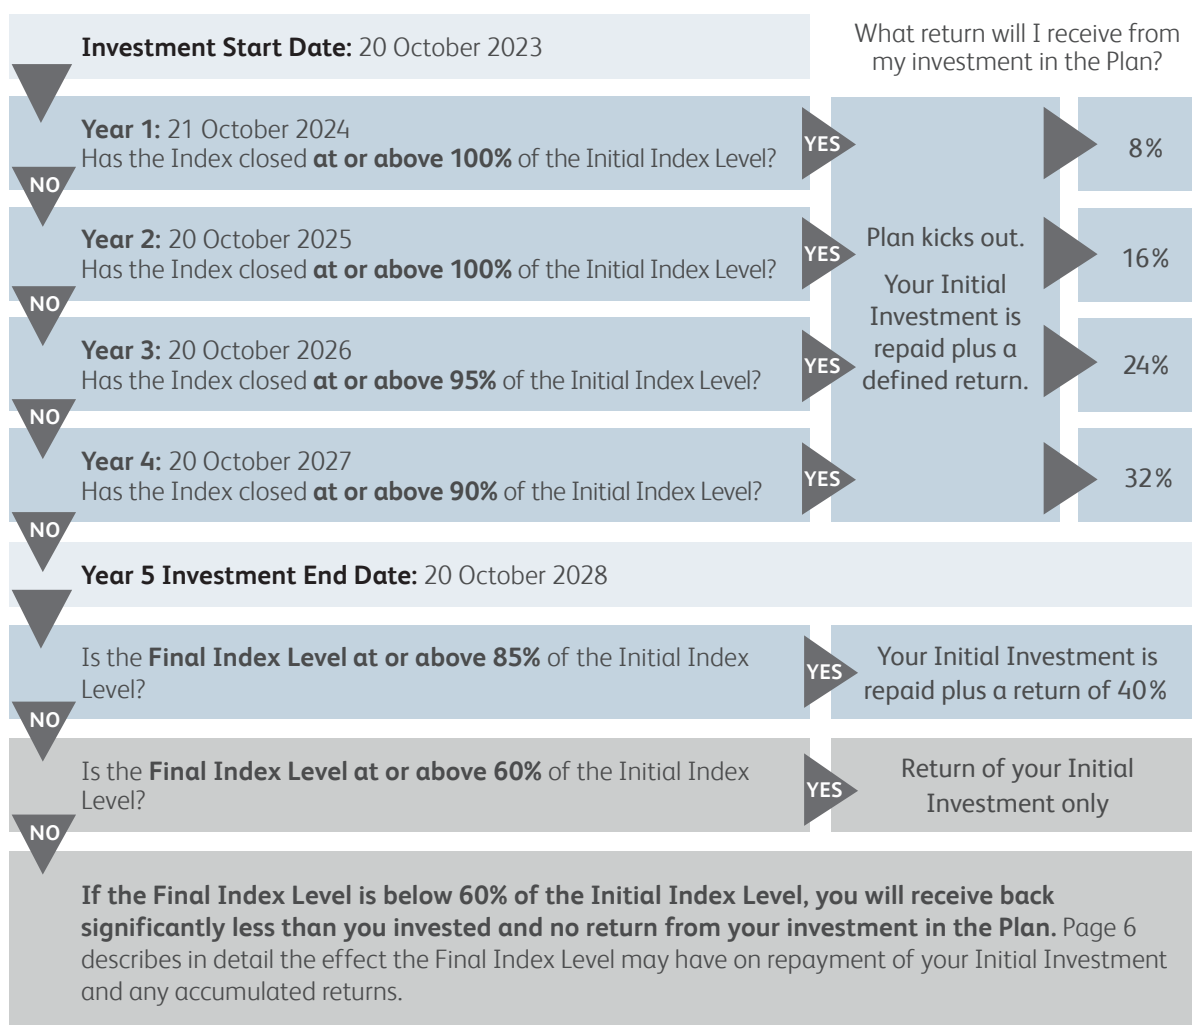 Investment Start Date: 20 October 2023
What return will I receive from
my investment in the Plan?
Year 1: 21 October 2024
Has the Index closed at or above 100% of the Initial Index Level?
YES
8%
NO
Year 2: 20 October 2025
Has the Index closed at or above 100% of the Initial Index Level?
YES
16%
NO
Year 3: 20 October 2026
Has the Index closed at or above 95% of the Initial Index Level?
YES
24%
NO
Year 4: 20 October 2027
Has the Index closed at or above 90% of the Initial Index Level?
YES
32%
Plan kicks out.
Your Initial
Investment is
repaid plus a
defined return.
NO
Year 5 Investment End Date: 20 October 2028
Is the Final Index Level at or above 85% of the Initial Index
Level?
YES
Your Initial Investment is
repaid plus a return of 40%
NO
Is the Final Index Level at or above 60% of the Initial Index
Level?
YES
Return of your Initial
Investment only
NO
If the Final Index Level is below 60% of the Initial Index Level, you will receive back
significantly less than you invested and no return from your investment in the Plan. Page 6
describes in detail the effect the Final Index Level may have on repayment of your Initial Investment
and any accumulated returns.